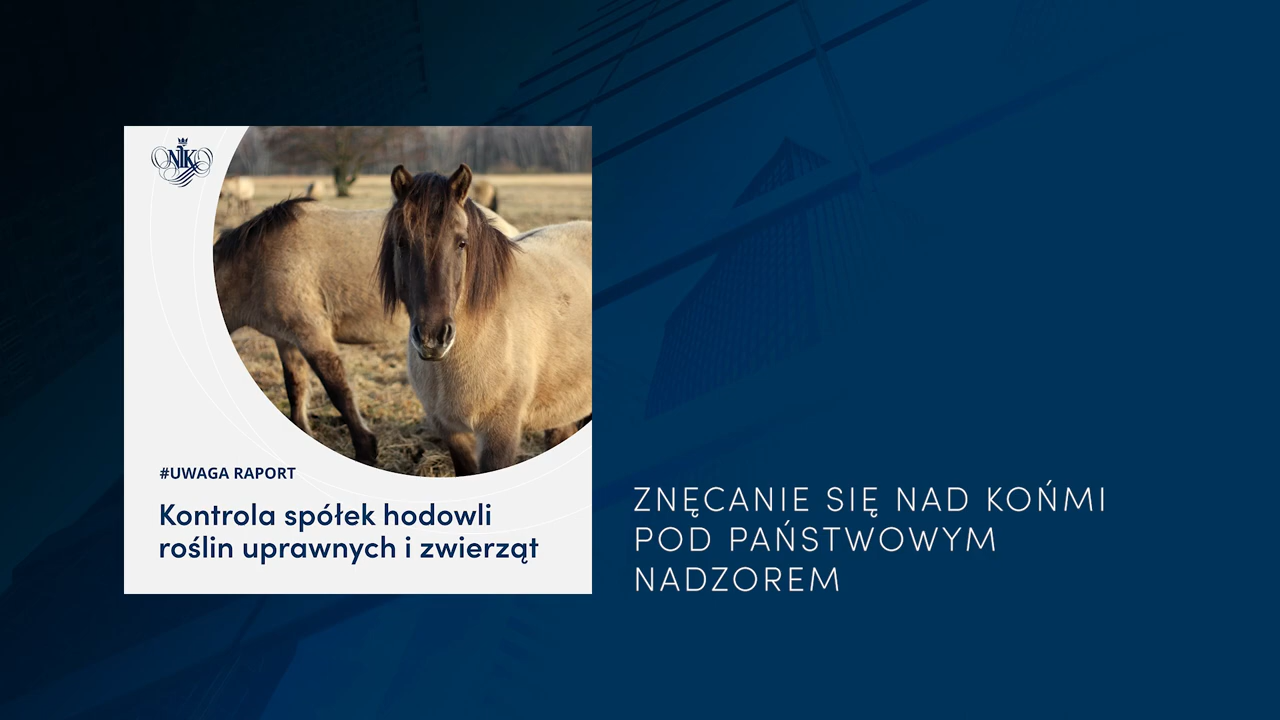 NIK
#UWAGA RAPORT
Kontrola spółek hodowli
roślin uprawnych i zwierząt
ZNĘCANIE SIĘ NAD KOŃMI
POD PAŃSTWOWYM
NADZOREM